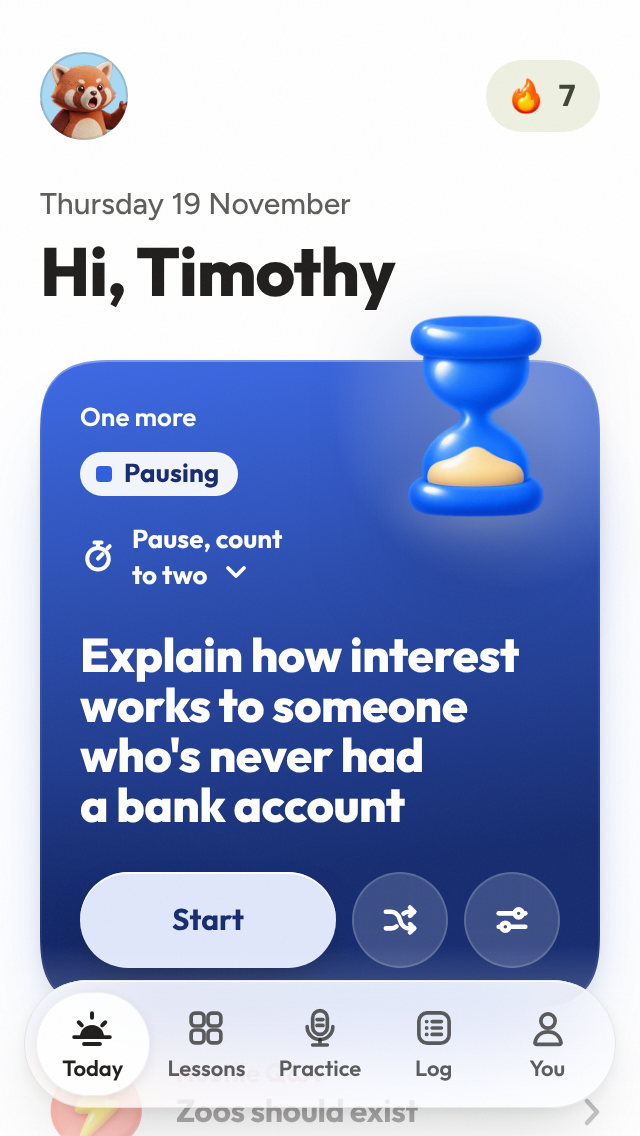 7
Thursday 19 November
Hi, Timothy
One more
Pausing
Pause, count
to two
Explain how interest
works to someone
who's never had
a bank account
Start
Today
Lessons
Practice
Log
You
Zoos should exist